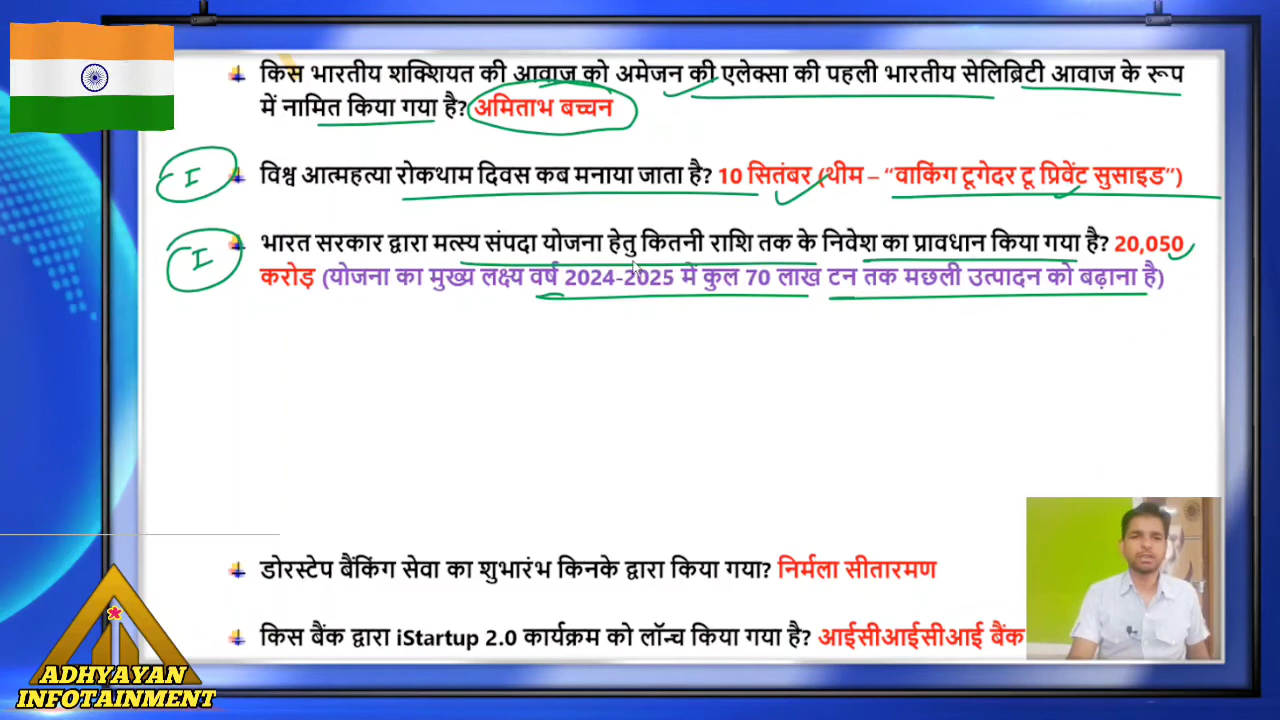 किस भारतीय शक्शियत की आवाज को अमेजन की एलेक्सा की पहली भारतीय सेलिब्रिटी आवाज के रूप
में नामित किया गया है? अमिताभ बच्चन
I
विश्व आत्महत्या रोकथाम दिवस कब मनाया जाता है? 10 सितंबर (थीम – “वाकिंग टूगेदर टू प्रिवेंट सुसाइड”)
I
भारत सरकार द्वारा मत्स्य संपदा योजना हेतु कितनी राशि तक के निवेश का प्रावधान किया गया है? 20,050
करोड़ (योजना का मुख्य लक्ष्य वर्ष 2024-2025 में कुल 70 लाख टन तक मछली उत्पादन को बढ़ाना है)
डोरस्टेप बैंकिंग सेवा का शुभारंभ किनके द्वारा किया गया? निर्मला सीतारमण
किस बैंक द्वारा iStartup 2.0 कार्यक्रम को लॉन्च किया गया है? आईसीआईसीआई बैंक
ADHYAYAN
INFOTAINMENT